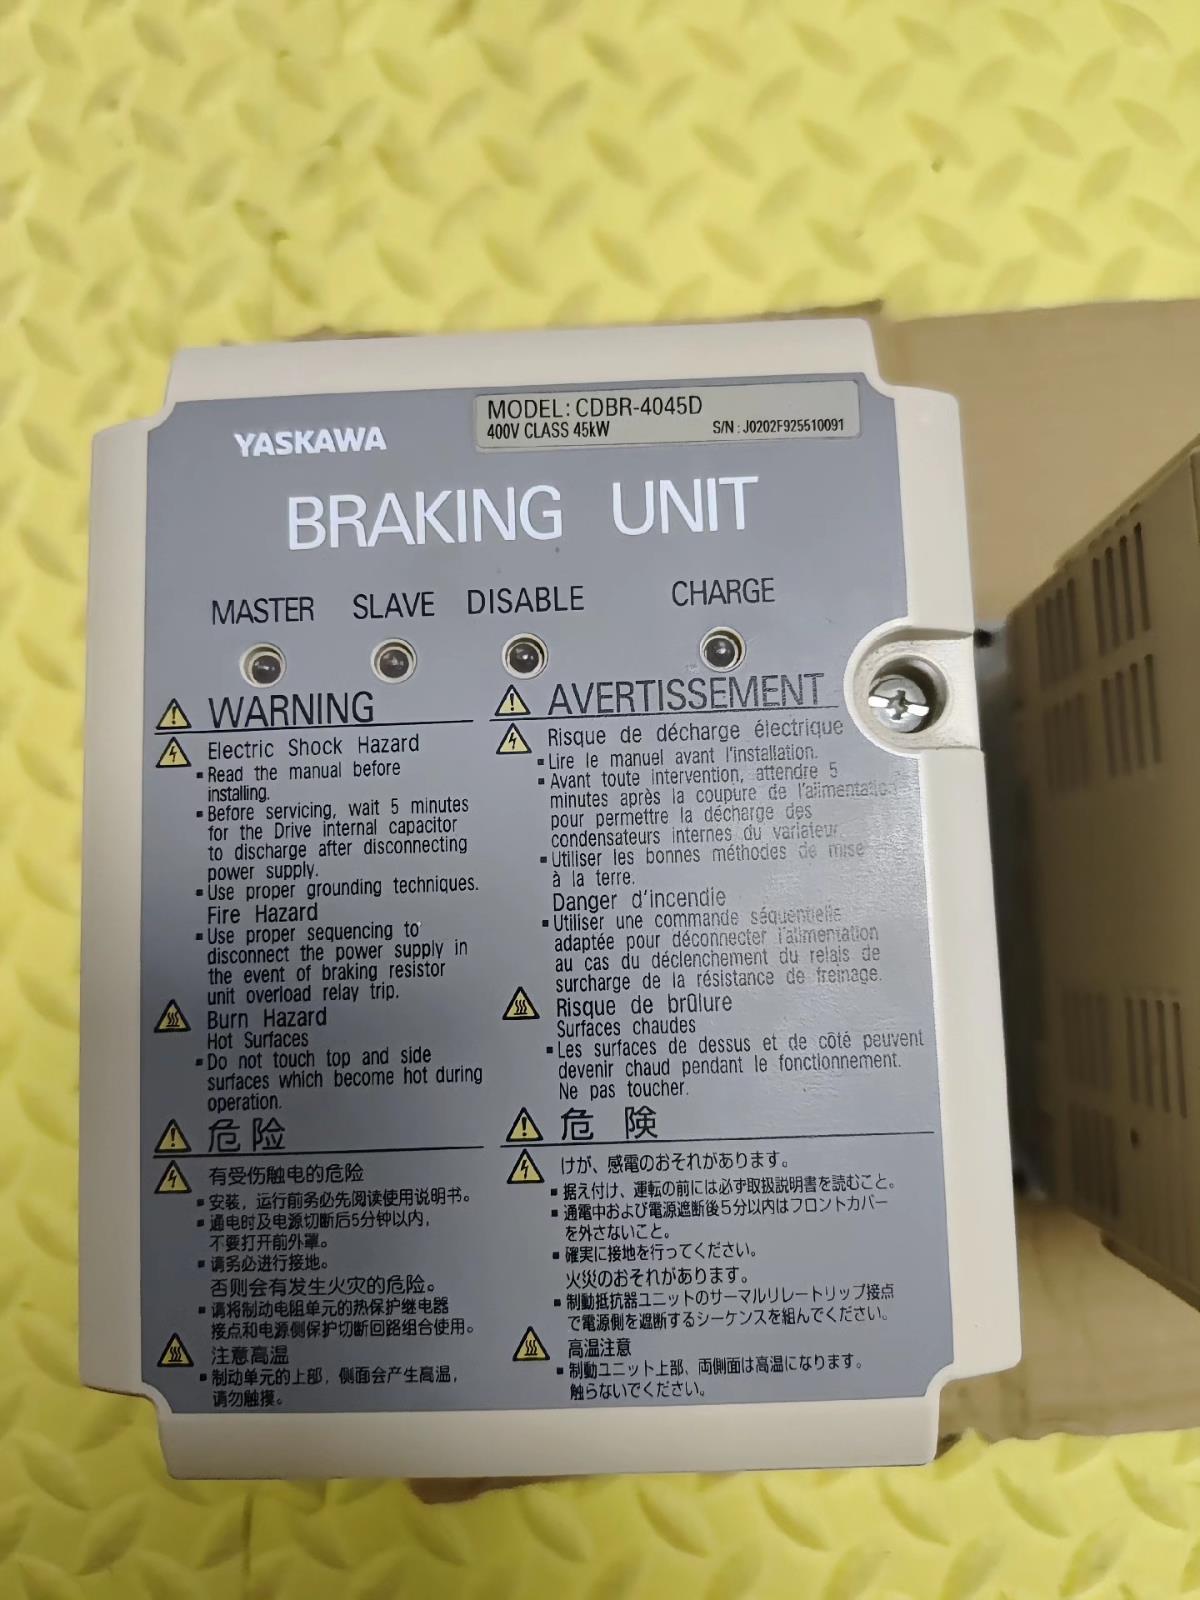 YASKAWA
MODEL: CDBR-4045D
400V CLASS 45kW
S/N : J0202F925510091
BRAKING UNIT
MASTER
SLAVE
DISABLE
CHARGE
WARNING
Electric Shock Hazard
▪ Read the manual before
installing.
▪ Before servicing, wait 5 minutes
for the Drive internal capacitor
to discharge after disconnecting
power supply.
▪ Use proper grounding techniques.
Fire Hazard
▪ Use proper sequencing to
disconnect the power supply in
the event of braking resistor
unit overload relay trip.
Burn Hazard
Hot Surfaces
▪ Do not touch top and side
surfaces which become hot during
operation.
AVERTISSEMENT
Risque de décharge électrique
▪ Lire le manuel avant l'installation.
▪ Avant toute intervention, attendre 5
minutes après la coupure de l'alimentation
pour permettre la décharge des
condensateurs internes du variateur.
▪ Utiliser les bonnes méthodes de mise
à la terre.
Danger d'incendie
▪ Utiliser une commande séquentielle
adaptée pour déconnecter l'alimentation
au cas du déclenchement du relais de
surcharge de la résistance de freinage.
Risque de brûlure
Surfaces chaudes
▪ Les surfaces de dessus et de côté peuvent
devenir chaud pendant le fonctionnement.
Ne pas toucher.
危险
有受伤触电的危险
▪ 安装，运行前务必先阅读使用说明书。
▪ 通电时及电源切断后5分钟以内，
不要打开前外罩。
▪ 请务必进行接地。
否则会有发生火灾的危险。
▪ 请将制动电阻单元的热保护继电器
接点和电源侧保护切断回路组合使用。
注意高温
▪ 制动单元的上部，侧面会产生高温，
请勿触摸。
危 険
けが、感電のおそれがあります。
▪ 据え付け、運転の前には必ず取扱説明書を読むこと。
▪ 通電中および電源遮断後5分以内はフロントカバー
を外さないこと。
▪ 確実に接地を行ってください。
火災のおそれがあります。
▪ 制動抵抗器ユニットのサーマルリレートリップ接点
で電源側を遮断するシーケンスを組んでください。
高温注意
▪ 制動ユニット上部、両側面は高温になります。
触らないでください。